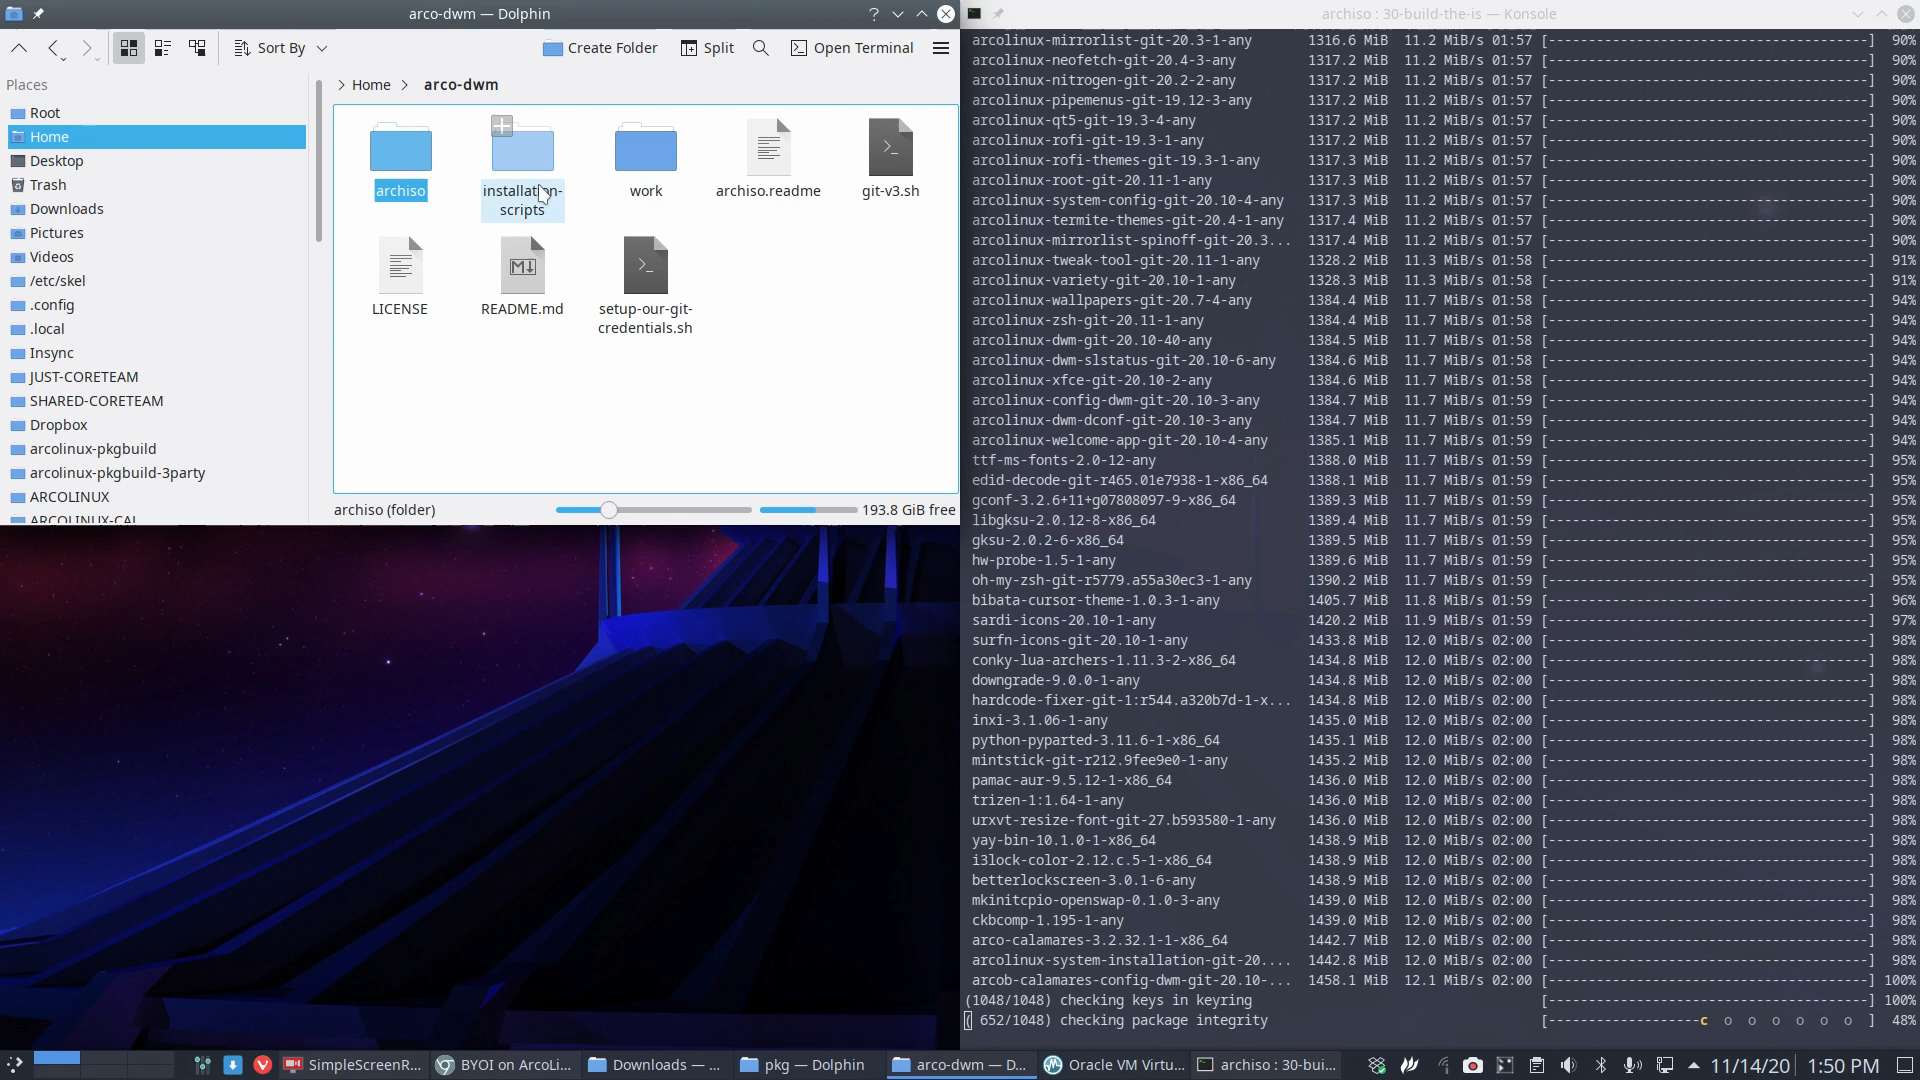 arco-dwm — Dolphin
?
Sort By
Create Folder
Split
Open Terminal
Places
Home
arco-dwm
Root
Home
Desktop
Trash
Downloads
Pictures
Videos
/etc/skel
.config
.local
Insync
JUST-CORETEAM
SHARED-CORETEAM
Dropbox
arcolinux-pkgbuild
arcolinux-pkgbuild-3party
ARCOLINUX
ARCOLINUX-CAL
archiso
installation-
scripts
work
archiso.readme
git-v3.sh
LICENSE
README.md
setup-our-git-
credentials.sh
archiso (folder)
193.8 GiB free
archiso : 30-build-the-is — Konsole
arcolinux-mirrorlist-git-20.3-1-any 1316.6 MiB 11.2 MiB/s 01:57 [----------------------------------------] 90%
arcolinux-neofetch-git-20.4-3-any 1317.2 MiB 11.2 MiB/s 01:57 [----------------------------------------] 90%
arcolinux-nitrogen-git-20.2-2-any 1317.2 MiB 11.2 MiB/s 01:57 [----------------------------------------] 90%
arcolinux-pipemenus-git-19.12-3-any 1317.2 MiB 11.2 MiB/s 01:57 [----------------------------------------] 90%
arcolinux-qt5-git-19.3-4-any 1317.2 MiB 11.2 MiB/s 01:57 [----------------------------------------] 90%
arcolinux-rofi-git-19.3-1-any 1317.2 MiB 11.2 MiB/s 01:57 [----------------------------------------] 90%
arcolinux-rofi-themes-git-19.3-1-any 1317.3 MiB 11.2 MiB/s 01:57 [----------------------------------------] 90%
arcolinux-root-git-20.11-1-any 1317.3 MiB 11.2 MiB/s 01:57 [----------------------------------------] 90%
arcolinux-system-config-git-20.10-4-any 1317.3 MiB 11.2 MiB/s 01:57 [----------------------------------------] 90%
arcolinux-termite-themes-git-20.4-1-any 1317.4 MiB 11.2 MiB/s 01:57 [----------------------------------------] 90%
arcolinux-mirrorlist-spinoff-git-20.3... 1317.4 MiB 11.2 MiB/s 01:57 [----------------------------------------] 90%
arcolinux-tweak-tool-git-20.11-1-any 1328.2 MiB 11.3 MiB/s 01:58 [----------------------------------------] 91%
arcolinux-variety-git-20.10-1-any 1328.3 MiB 11.3 MiB/s 01:58 [----------------------------------------] 91%
arcolinux-wallpapers-git-20.7-4-any 1384.4 MiB 11.7 MiB/s 01:58 [----------------------------------------] 94%
arcolinux-zsh-git-20.11-1-any 1384.4 MiB 11.7 MiB/s 01:58 [----------------------------------------] 94%
arcolinux-dwm-git-20.10-40-any 1384.5 MiB 11.7 MiB/s 01:58 [----------------------------------------] 94%
arcolinux-dwm-slstatus-git-20.10-6-any 1384.6 MiB 11.7 MiB/s 01:58 [----------------------------------------] 94%
arcolinux-xfce-git-20.10-2-any 1384.6 MiB 11.7 MiB/s 01:58 [----------------------------------------] 94%
arcolinux-config-dwm-git-20.10-3-any 1384.7 MiB 11.7 MiB/s 01:59 [----------------------------------------] 94%
arcolinux-dwm-dconf-git-20.10-3-any 1384.7 MiB 11.7 MiB/s 01:59 [----------------------------------------] 94%
arcolinux-welcome-app-git-20.10-4-any 1385.1 MiB 11.7 MiB/s 01:59 [----------------------------------------] 94%
ttf-ms-fonts-2.0-12-any 1388.0 MiB 11.7 MiB/s 01:59 [----------------------------------------] 95%
edid-decode-git-r465.01e7938-1-x86_64 1388.1 MiB 11.7 MiB/s 01:59 [----------------------------------------] 95%
gconf-3.2.6+11+g07808097-9-x86_64 1389.3 MiB 11.7 MiB/s 01:59 [----------------------------------------] 95%
libgksu-2.0.12-8-x86_64 1389.4 MiB 11.7 MiB/s 01:59 [----------------------------------------] 95%
gksu-2.0.2-6-x86_64 1389.5 MiB 11.7 MiB/s 01:59 [----------------------------------------] 95%
hw-probe-1.5-1-any 1389.6 MiB 11.7 MiB/s 01:59 [----------------------------------------] 95%
oh-my-zsh-git-r5779.a55a30ec3-1-any 1390.2 MiB 11.7 MiB/s 01:59 [----------------------------------------] 95%
bibata-cursor-theme-1.0.3-1-any 1405.7 MiB 11.8 MiB/s 01:59 [----------------------------------------] 96%
sardi-icons-20.10-1-any 1420.2 MiB 11.9 MiB/s 01:59 [----------------------------------------] 97%
surfn-icons-git-20.10-1-any 1433.8 MiB 12.0 MiB/s 02:00 [----------------------------------------] 98%
conky-lua-archers-1.11.3-2-x86_64 1434.8 MiB 12.0 MiB/s 02:00 [----------------------------------------] 98%
downgrade-9.0.0-1-any 1434.8 MiB 12.0 MiB/s 02:00 [----------------------------------------] 98%
hardcode-fixer-git-1:r544.a320b7d-1-x... 1434.8 MiB 12.0 MiB/s 02:00 [----------------------------------------] 98%
inxi-3.1.06-1-any 1435.0 MiB 12.0 MiB/s 02:00 [----------------------------------------] 98%
python-pyparted-3.11.6-1-x86_64 1435.1 MiB 12.0 MiB/s 02:00 [----------------------------------------] 98%
mintstick-git-r212.9fee9e0-1-any 1435.2 MiB 12.0 MiB/s 02:00 [----------------------------------------] 98%
pamac-aur-9.5.12-1-x86_64 1436.0 MiB 12.0 MiB/s 02:00 [----------------------------------------] 98%
trizen-1:1.64-1-any 1436.0 MiB 12.0 MiB/s 02:00 [----------------------------------------] 98%
urxvt-resize-font-git-27.b593580-1-any 1436.0 MiB 12.0 MiB/s 02:00 [----------------------------------------] 98%
yay-bin-10.1.0-1-x86_64 1438.9 MiB 12.0 MiB/s 02:00 [----------------------------------------] 98%
i3lock-color-2.12.c.5-1-x86_64 1438.9 MiB 12.0 MiB/s 02:00 [----------------------------------------] 98%
betterlockscreen-3.0.1-6-any 1438.9 MiB 12.0 MiB/s 02:00 [----------------------------------------] 98%
mkinitcpio-openswap-0.1.0-3-any 1439.0 MiB 12.0 MiB/s 02:00 [----------------------------------------] 98%
ckbcomp-1.195-1-any 1439.0 MiB 12.0 MiB/s 02:00 [----------------------------------------] 98%
arco-calamares-3.2.32.1-1-x86_64 1442.7 MiB 12.0 MiB/s 02:00 [----------------------------------------] 98%
arcolinux-system-installation-git-20.... 1442.8 MiB 12.0 MiB/s 02:00 [----------------------------------------] 98%
arcob-calamares-config-dwm-git-20.10-... 1458.1 MiB 12.1 MiB/s 02:00 [----------------------------------------] 100%
(1048/1048) checking keys in keyring [----------------------------------------] 100%
( 652/1048) checking package integrity [-------------------c  o  o  o  o  o  o  ] 48%
SimpleScreenR...
BYOI on ArcoLi...
Downloads — ...
pkg — Dolphin
arco-dwm — D...
Oracle VM Virtu...
archiso : 30-bui...
11/14/20
1:50 PM